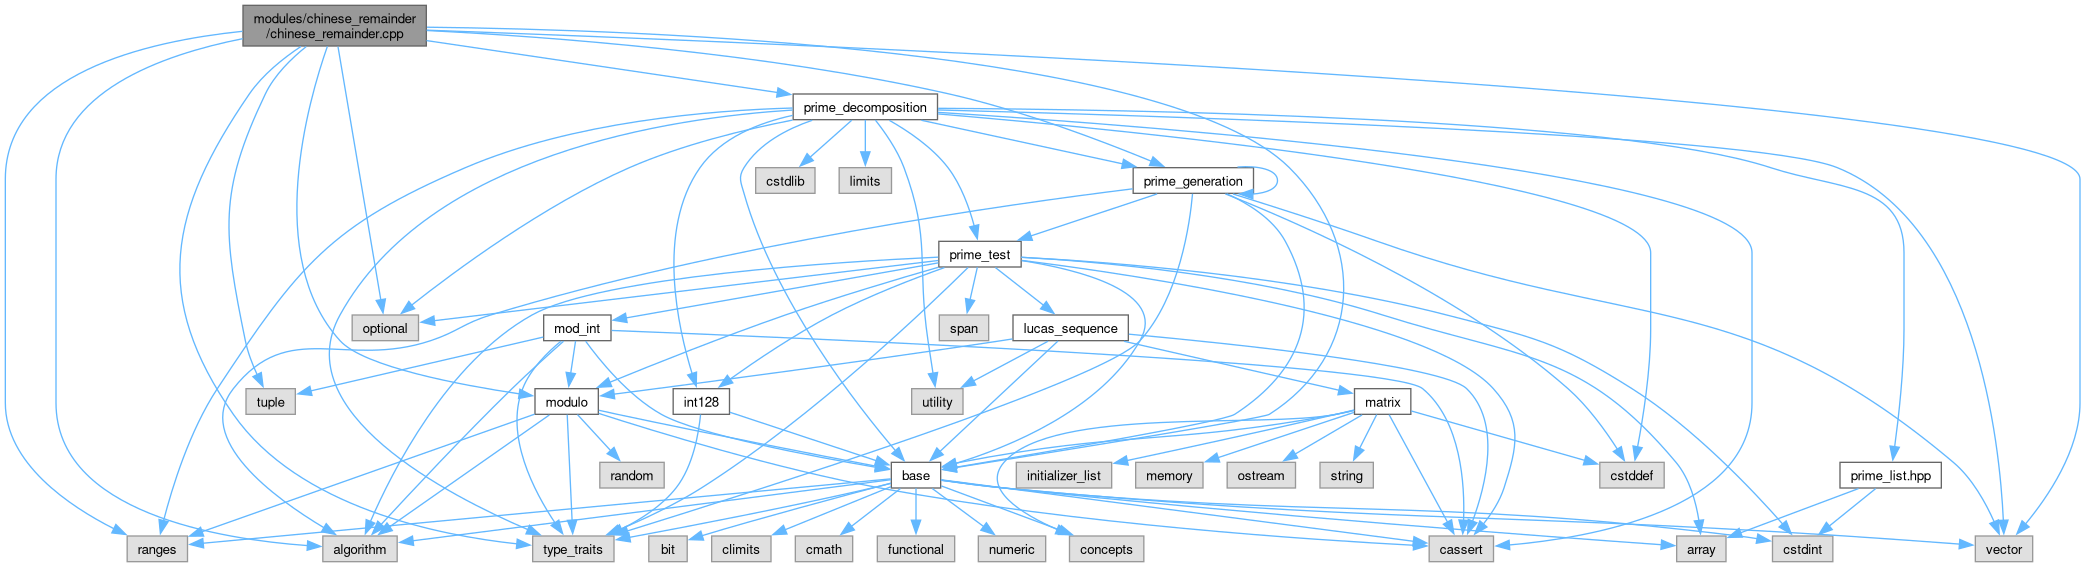 modules/chinese_remainder
/chinese_remainder.cpp
prime_decomposition
cstdlib
limits
prime_generation
prime_test
optional
mod_int
span
lucas_sequence
tuple
modulo
int128
utility
matrix
random
base
initializer_list
memory
ostream
string
cstddef
prime_list.hpp
ranges
algorithm
type_traits
bit
climits
cmath
functional
numeric
concepts
cassert
array
cstdint
vector